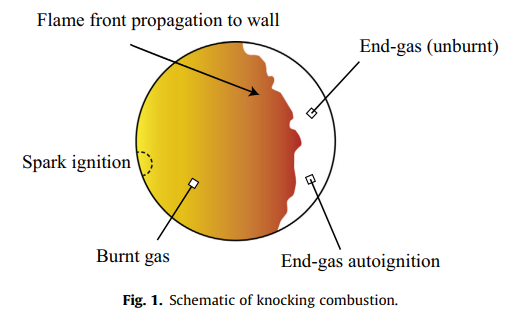 Flame front propagation to wall
End-gas (unburnt)
Spark ignition
Burnt gas
End-gas autoignition
Fig. 1. Schematic of knocking combustion.